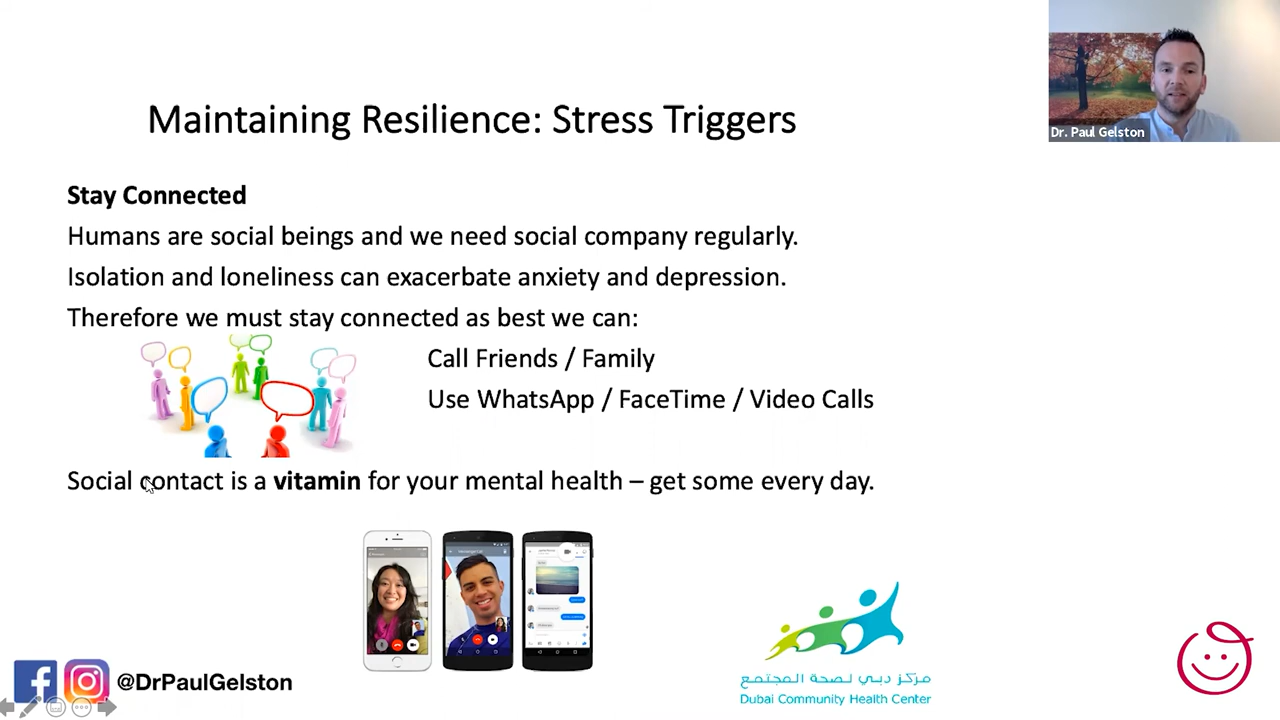 Maintaining Resilience: Stress Triggers
Dr. Paul Gelston
Stay Connected
Humans are social beings and we need social company regularly.
Isolation and loneliness can exacerbate anxiety and depression.
Therefore we must stay connected as best we can:
Call Friends / Family
Use WhatsApp / FaceTime / Video Calls
Social contact is a vitamin for your mental health – get some every day.
@DrPaulGelston
مركز دبي لصحة المجتمع
Dubai Community Health Center